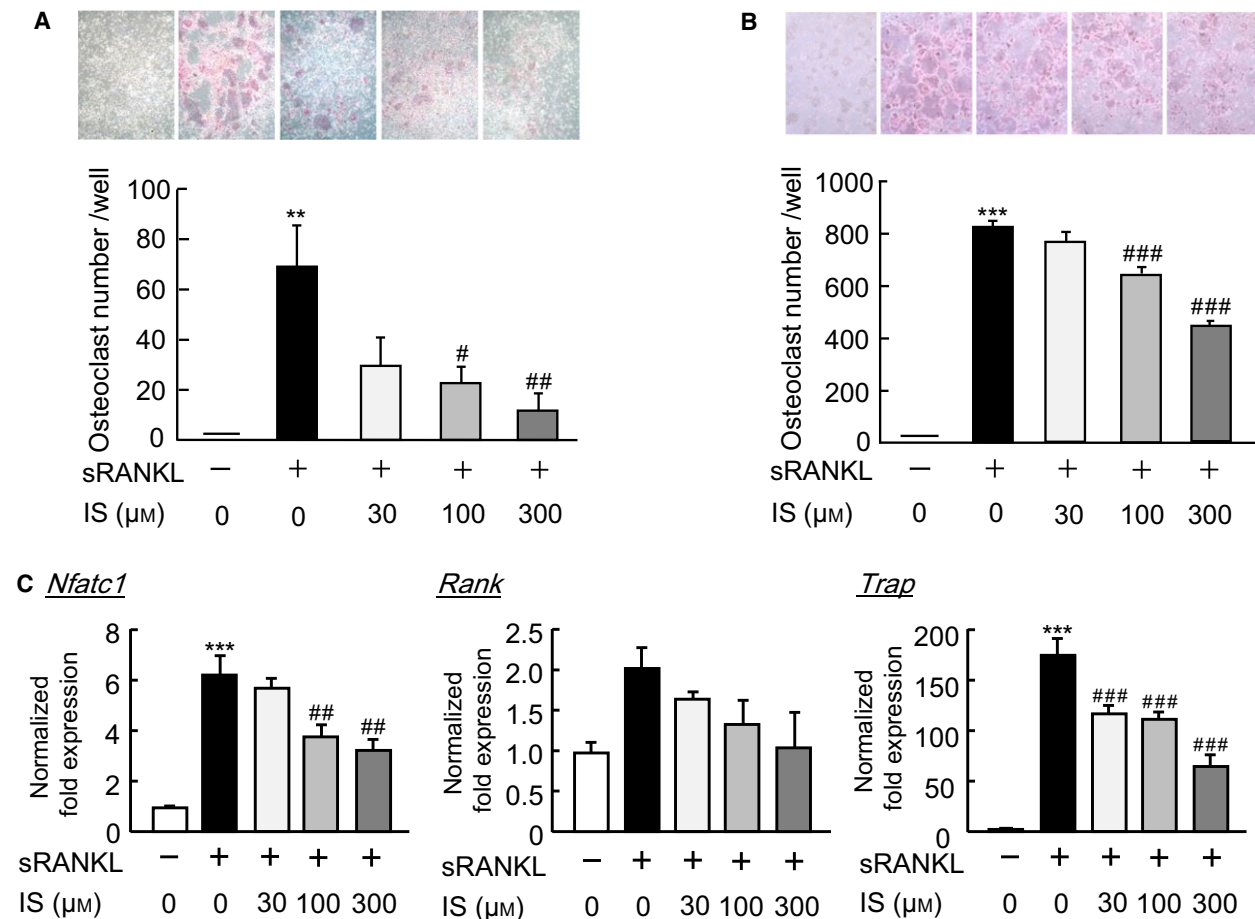 A
B
Osteoclast number /well
100
80
60
40
20
0
**
#
##
sRANKL − + + + +
IS (µM) 0 0 30 100 300
Osteoclast number /well
1000
800
600
400
200
0
***
###
###
sRANKL − + + + +
IS (µM) 0 0 30 100 300
C Nfatc1
Normalized
fold expression
8
6
4
2
0
***
##
##
sRANKL − + + + +
IS (µM) 0 0 30 100 300
Rank
Normalized
fold expression
2.5
2.0
1.5
1.0
0.5
0
− + + + +
0 0 30 100 300
Trap
Normalized
fold expression
200
150
100
50
0
***
###
###
###
sRANKL − + + + +
IS (µM) 0 0 30 100 300